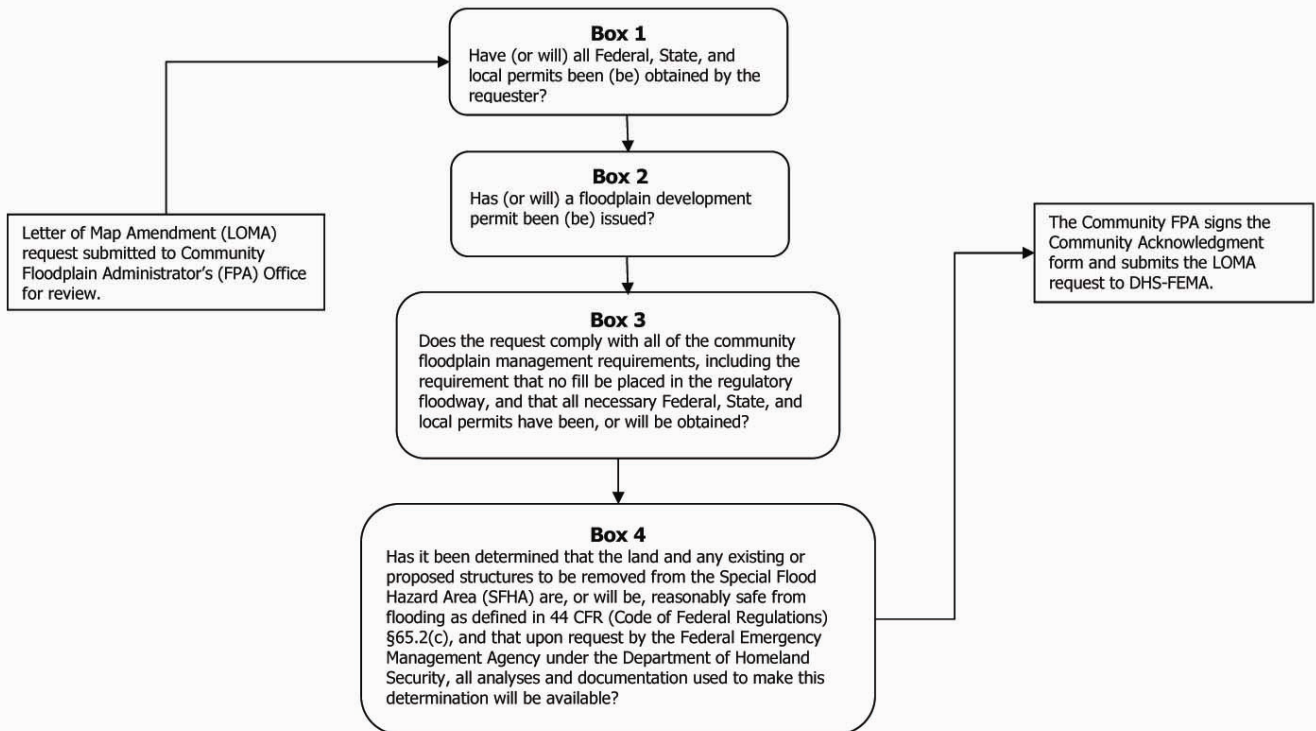 Letter of Map Amendment (LOMA)
request submitted to Community
Floodplain Administrator's (FPA) Office
for review.
Box 1
Have (or will) all Federal, State, and
local permits been (be) obtained by the
requester?
Box 2
Has (or will) a floodplain development
permit been (be) issued?
Box 3
Does the request comply with all of the community
floodplain management requirements, including the
requirement that no fill be placed in the regulatory
floodway, and that all necessary Federal, State, and
local permits have been, or will be obtained?
Box 4
Has it been determined that the land and any existing or
proposed structures to be removed from the Special Flood
Hazard Area (SFHA) are, or will be, reasonably safe from
flooding as defined in 44 CFR (Code of Federal Regulations)
§65.2(c), and that upon request by the Federal Emergency
Management Agency under the Department of Homeland
Security, all analyses and documentation used to make this
determination will be available?
The Community FPA signs the
Community Acknowledgment
form and submits the LOMA
request to DHS-FEMA.